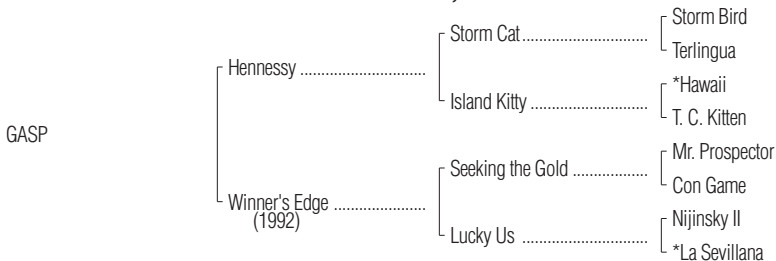 Storm Bird
Storm Cat..............................
Terlingua
Hennessy ..............................
*Hawaii
Island Kitty ............................
T. C. Kitten
GASP
Mr. Prospector
Seeking the Gold ..................
Con Game
Winner's Edge ......................
(1992)
Nijinsky II
Lucky Us ..............................
*La Sevillana